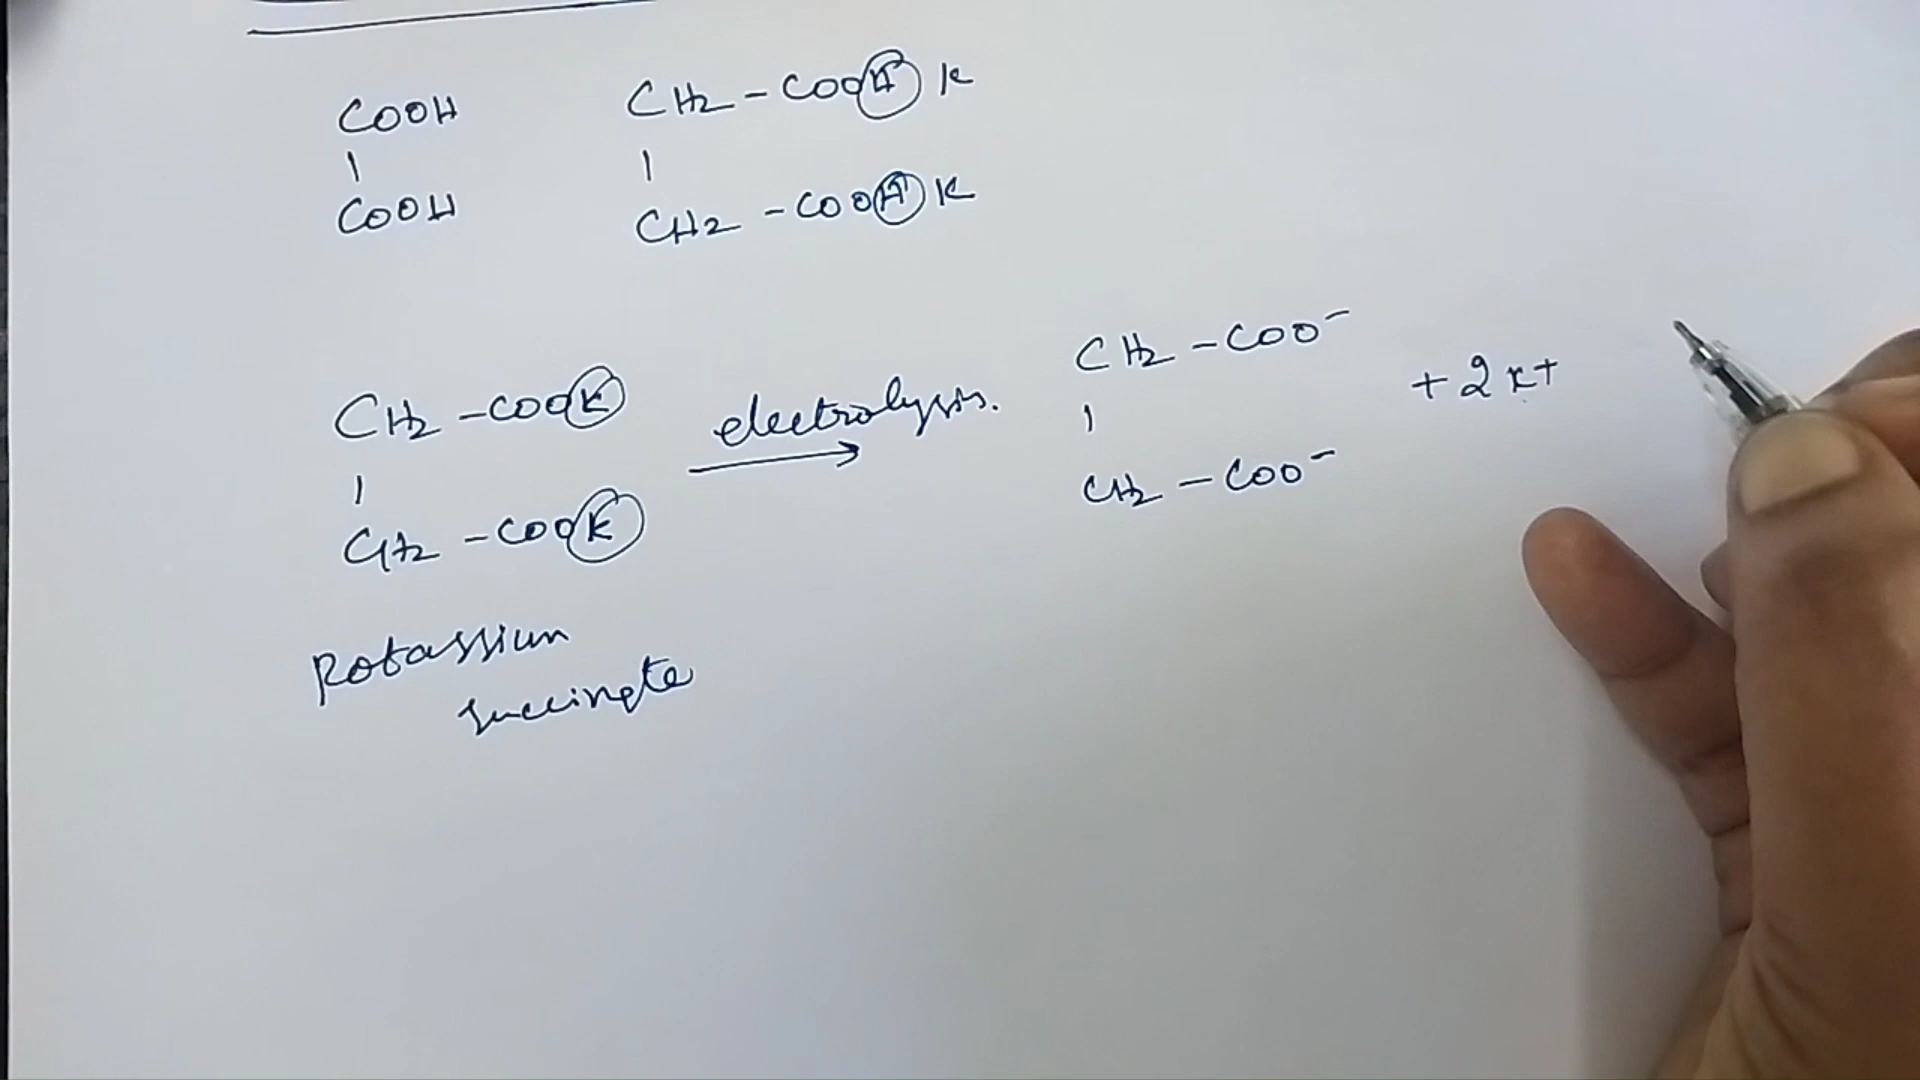 COOH CH2 - COOH K
|
COOH CH2 - COOH K
CH2 - COOK electrolysis. CH2 - COO⁻ + 2K+
|
CH2 - COOK CH2 - COO⁻
Potassium
succinate